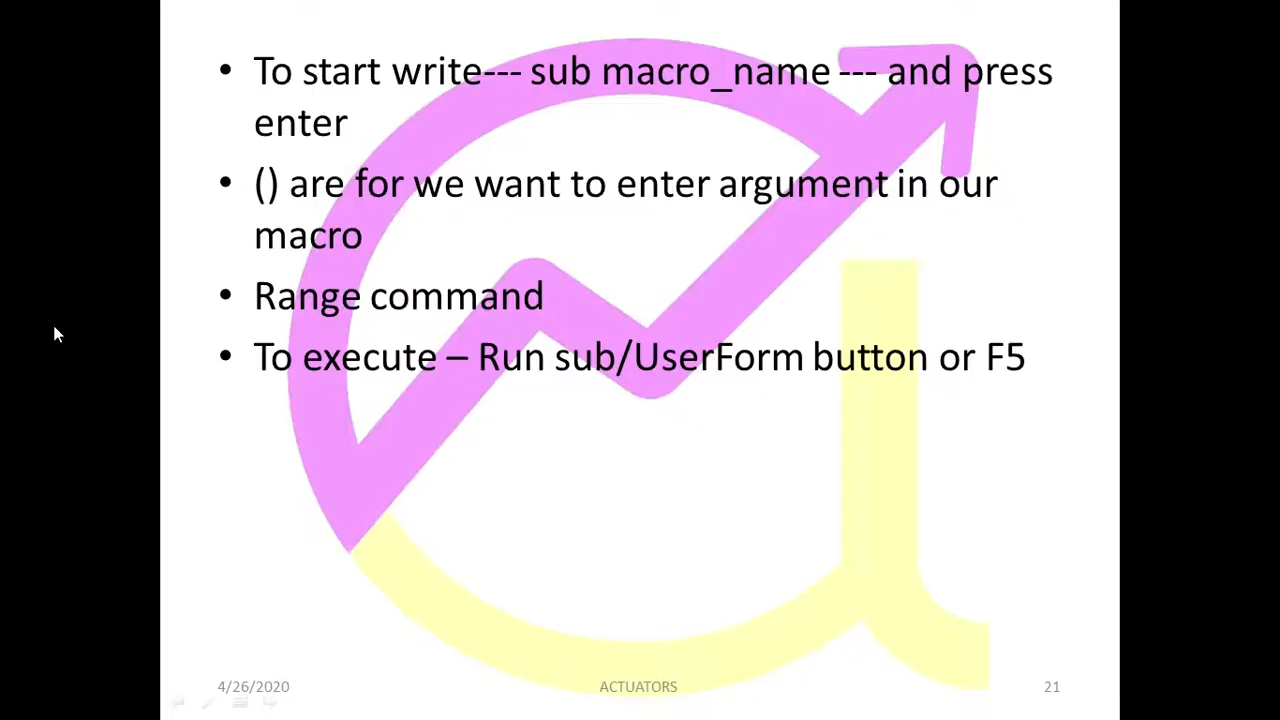 • To start write--- sub macro_name --- and press
enter
• () are for we want to enter argument in our
macro
• Range command
• To execute – Run sub/UserForm button or F5
4/26/2020 ACTUATORS 21